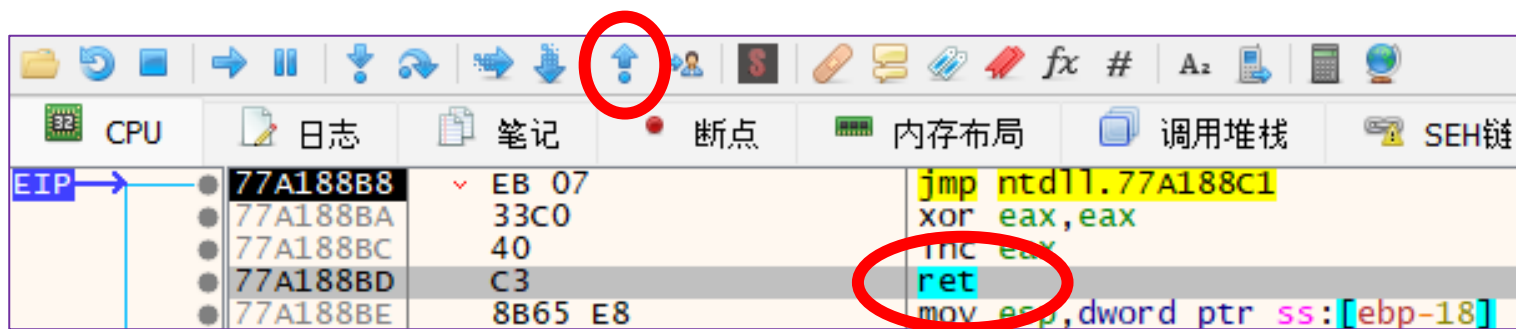 S fx # Az
CPU 日志 笔记 断点 内存布局 调用堆栈 SEH链
EIP 77A188B8 EB 07 jmp ntdll.77A188C1
77A188BA 33C0 xor eax,eax
77A188BC 40 inc eax
77A188BD C3 ret
77A188BE 8B65 E8 mov esp,dword ptr ss:[ebp-18]